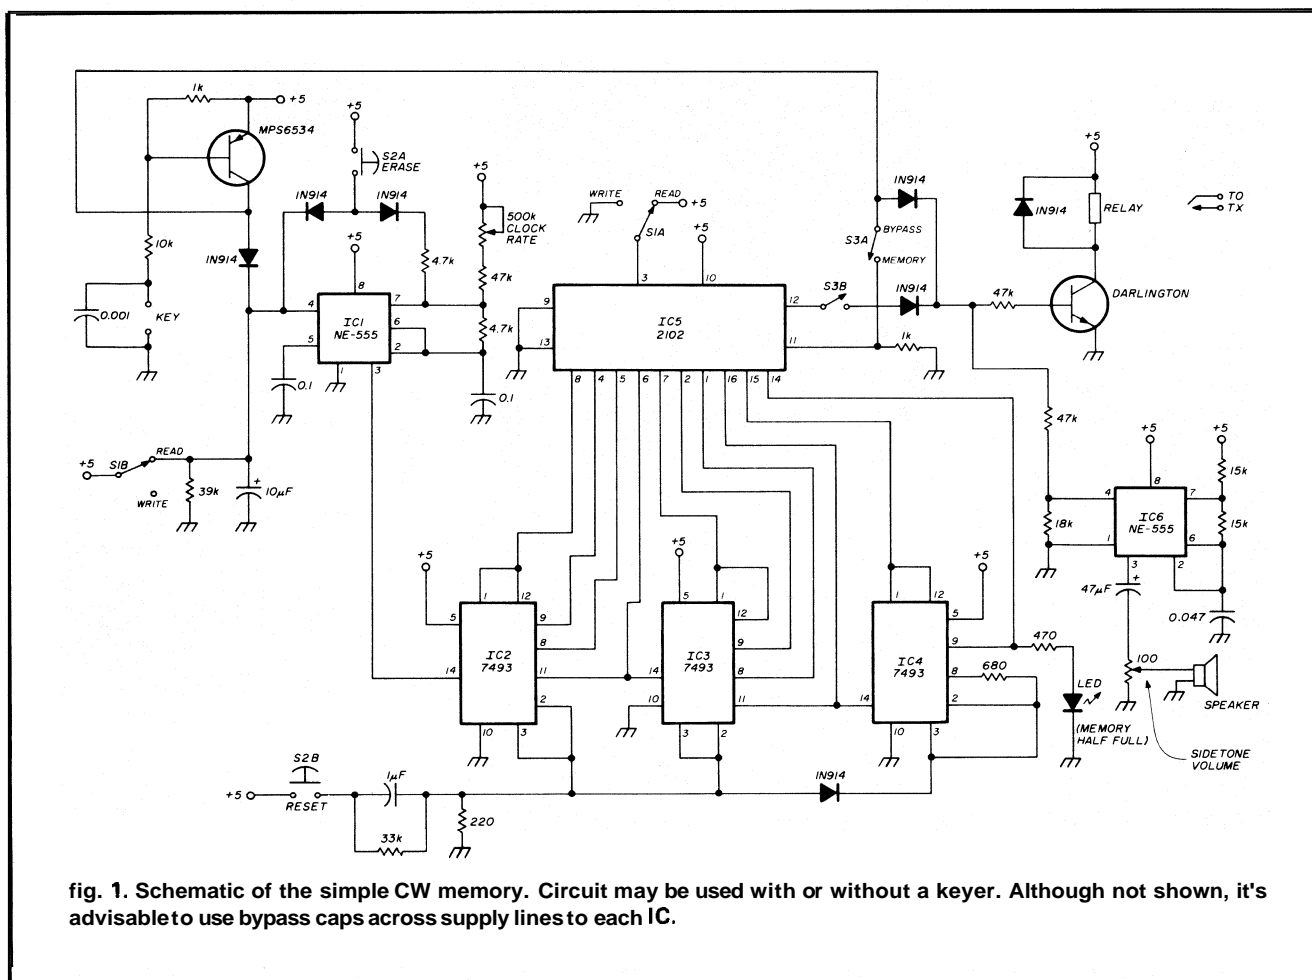 1k
+5
MPS6534
+5
S2A
ERASE
+5
1N914
1N914
500k
CLOCK
RATE
WRITE
READ
+5
S1A
+5
1N914
BYPASS
S3A
MEMORY
+5
1N914
RELAY
TO
TX
10k
1N914
+5
4.7k
47k
3
10
0.001
KEY
8
4
7
IC1
NE-555
6
5
2
1
3
4.7k
9
13
IC5
2102
12
11
S3B
1N914
1k
47k
DARLINGTON
0.1
0.1
8
4
5
6
7
2
1
16
15
14
47k
+5
+5
+5
S1B
READ
WRITE
39k
+
10µF
15k
8
4
7
IC6
NE-555
18k
1
6
15k
3
2
+5
+5
+5
47µF
+
0.047
1
12
5
9
IC2
7493
8
14
11
2
10
3
5
1
12
IC3
7493
9
14
8
10
11
3
2
1
12
5
9
IC4
7493
8
14
2
10
3
470
680
LED
(MEMORY
HALF FULL)
100
SPEAKER
SIDETONE
VOLUME
S2B
+5
RESET
1µF
33k
220
1N914
fig. 1. Schematic of the simple CW memory. Circuit may be used with or without a keyer. Although not shown, it's
advisable to use bypass caps across supply lines to each IC.